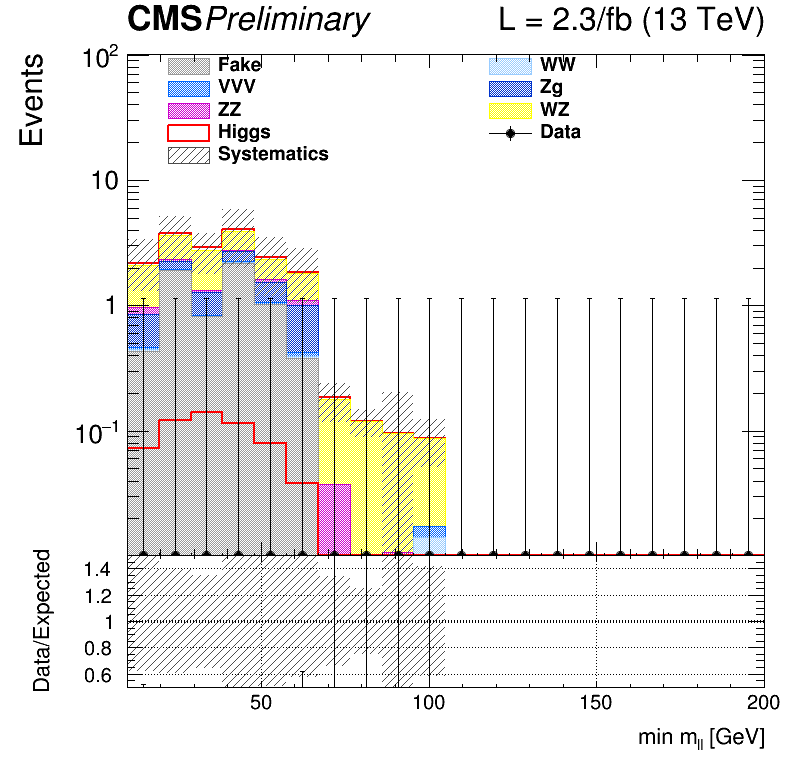 CMS Preliminary L = 2.3/fb (13 TeV)
Events
10²
10
1
10⁻¹
Fake
VVV
ZZ
Higgs
Systematics
WW
Zg
WZ
Data
Data/Expected
1.4
1.2
1
0.8
0.6
50 100 150 200
min m_ll [GeV]